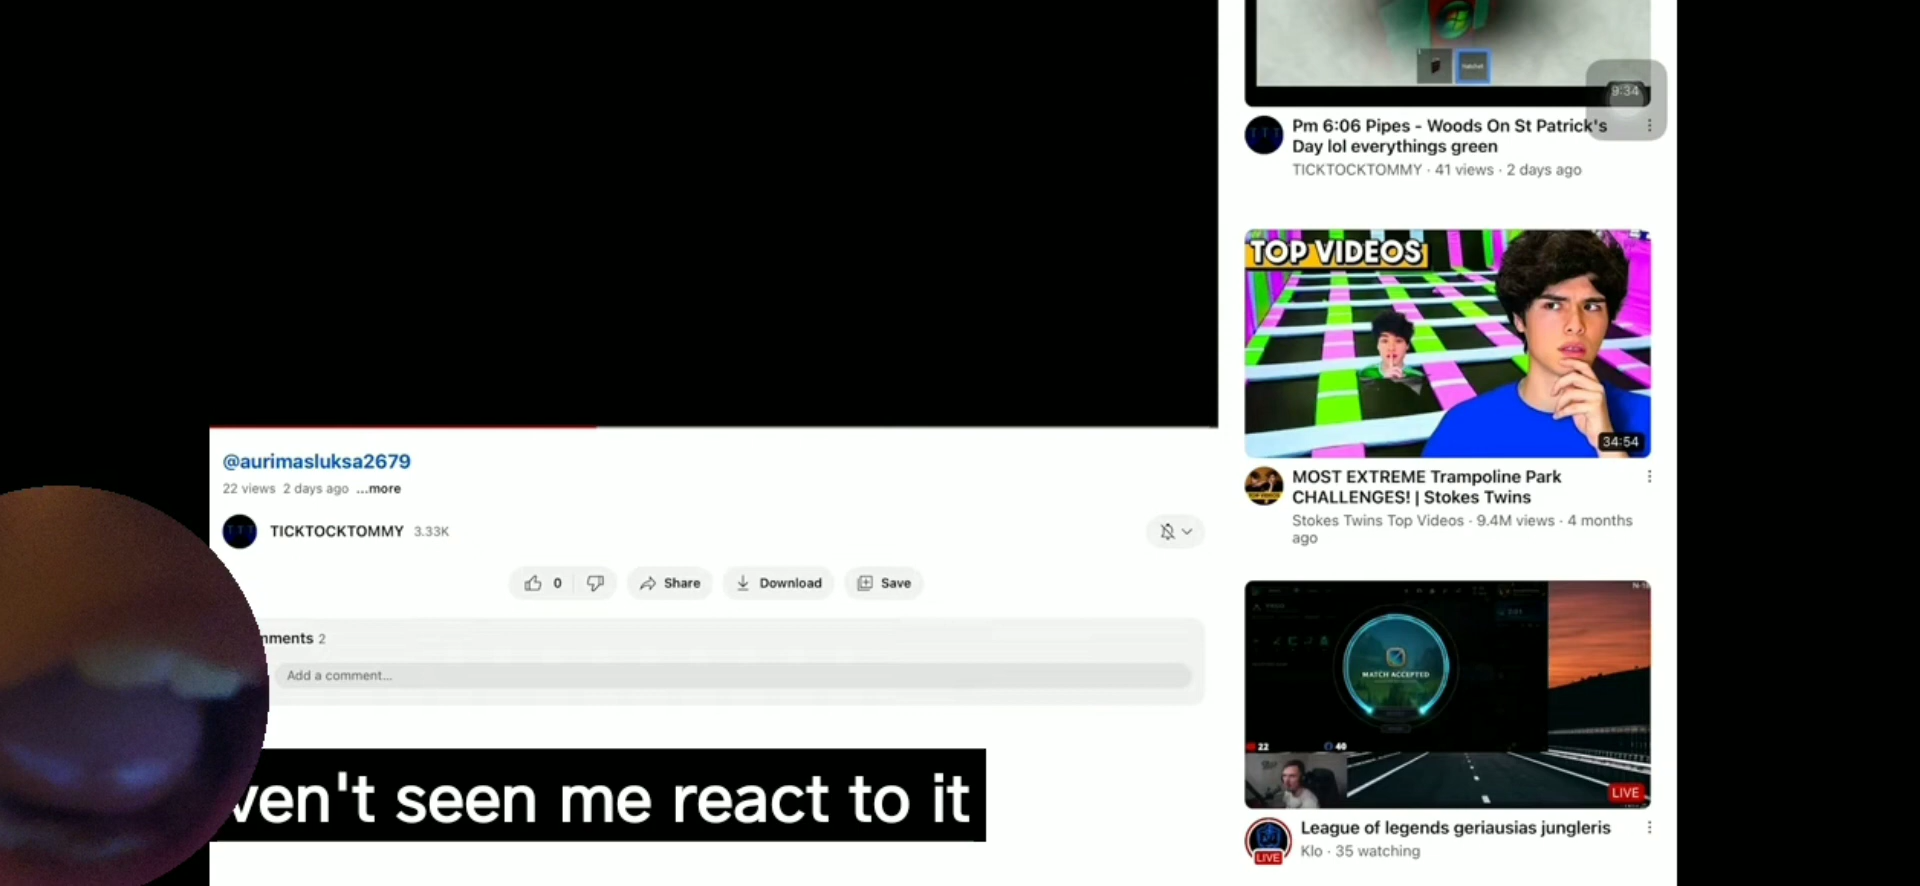 @aurimasluksa2679
22 views 2 days ago ...more
TICKTOCKTOMMY 3.33K
0
Share
Download
Save
mments 2
Add a comment...
ven't seen me react to it
9:34
Pm 6:06 Pipes - Woods On St Patrick's
Day lol everythings green
TICKTOCKTOMMY · 41 views · 2 days ago
TOP VIDEOS
34:54
MOST EXTREME Trampoline Park
CHALLENGES! | Stokes Twins
Stokes Twins Top Videos · 9.4M views · 4 months
ago
MATCH ACCEPTED
22
40
LIVE
League of legends geriausias jungleris
LIVE
Klo · 35 watching